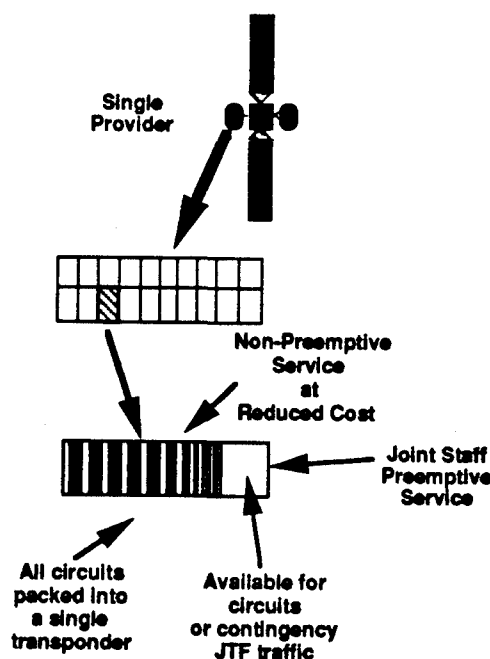 Single
Provider
Non-Preemptive
Service
at
Reduced Cost
Joint Staff
Preemptive
Service
All circuits
packed into
a single
transponder
Available for
circuits
or contingency
JTF traffic